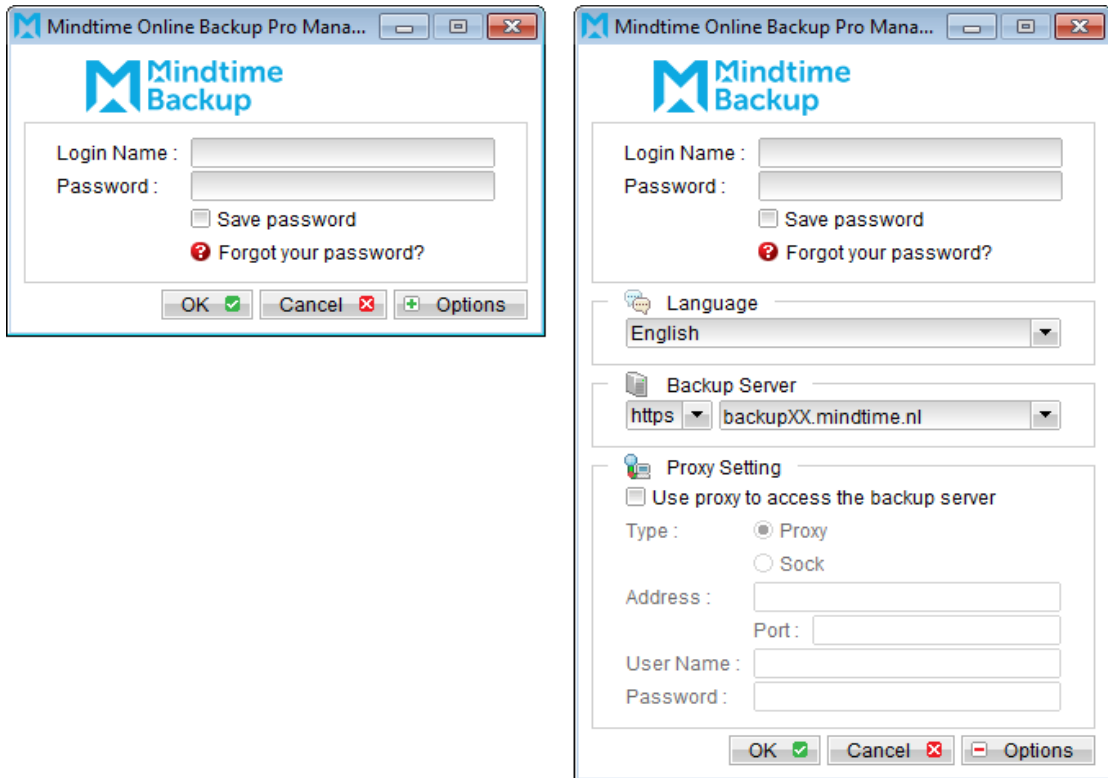 Mindtime Online Backup Pro Mana...
Mindtime
Backup
Login Name :
Password :
Save password
Forgot your password?
OK Cancel Options
Mindtime Online Backup Pro Mana...
Mindtime
Backup
Login Name :
Password :
Save password
Forgot your password?
Language
English
Backup Server
https backupXX.mindtime.nl
Proxy Setting
Use proxy to access the backup server
Type : Proxy
Sock
Address :
Port :
User Name :
Password :
OK Cancel Options